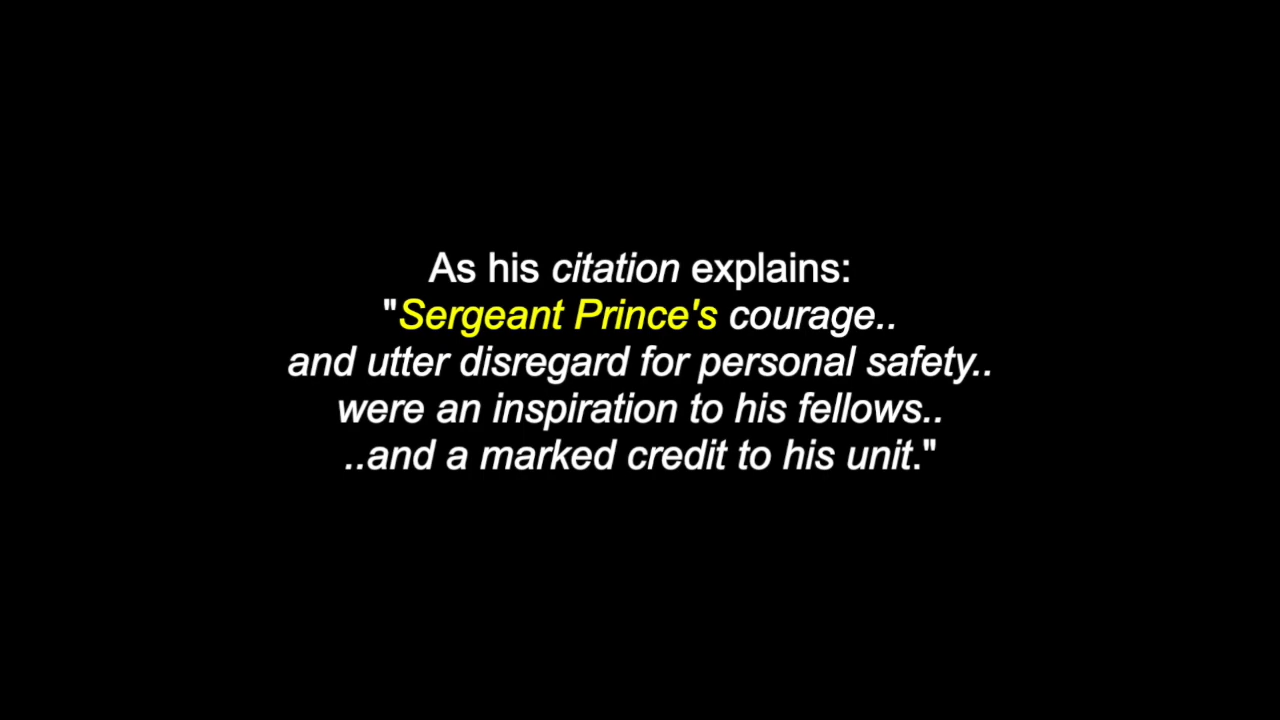 As his citation explains:
"Sergeant Prince's courage..
and utter disregard for personal safety..
were an inspiration to his fellows..
..and a marked credit to his unit."